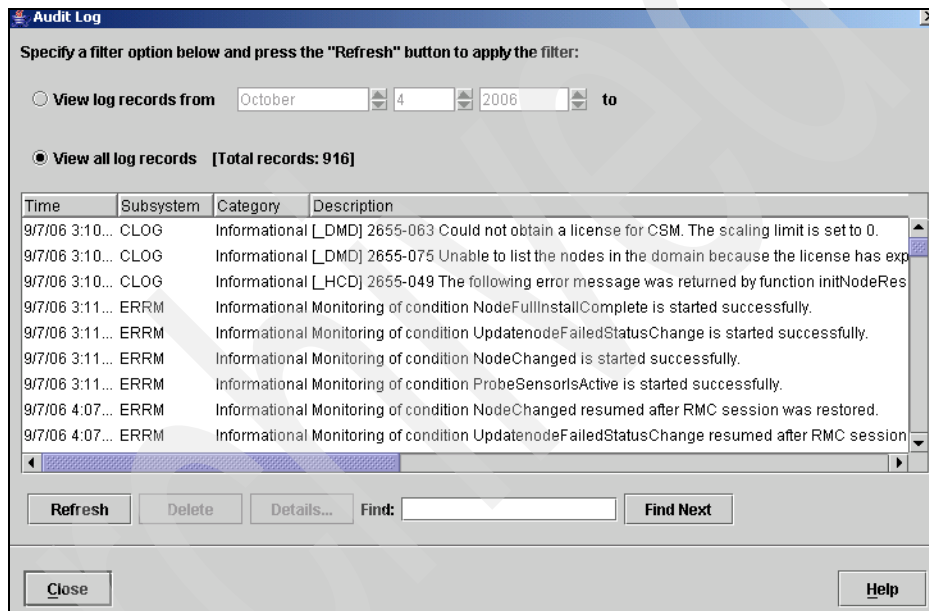 Audit Log
Specify a filter option below and press the "Refresh" button to apply the filter:
View log records from October 4 2006 to
View all log records [Total records: 916]
Time Subsystem Category Description
9/7/06 3:10... CLOG Informational [_DMD] 2655-063 Could not obtain a license for CSM. The scaling limit is set to 0.
9/7/06 3:10... CLOG Informational [_DMD] 2655-075 Unable to list the nodes in the domain because the license has exp
9/7/06 3:10... CLOG Informational [_HCD] 2655-049 The following error message was returned by function initNodeRes
9/7/06 3:11... ERRM Informational Monitoring of condition NodeFullInstallComplete is started successfully.
9/7/06 3:11... ERRM Informational Monitoring of condition UpdatenodeFailedStatusChange is started successfully.
9/7/06 3:11... ERRM Informational Monitoring of condition NodeChanged is started successfully.
9/7/06 3:11... ERRM Informational Monitoring of condition ProbeSensorIsActive is started successfully.
9/7/06 4:07... ERRM Informational Monitoring of condition NodeChanged resumed after RMC session was restored.
9/7/06 4:07... ERRM Informational Monitoring of condition UpdatenodeFailedStatusChange resumed after RMC session
Refresh Delete Details... Find: Find Next
Close Help